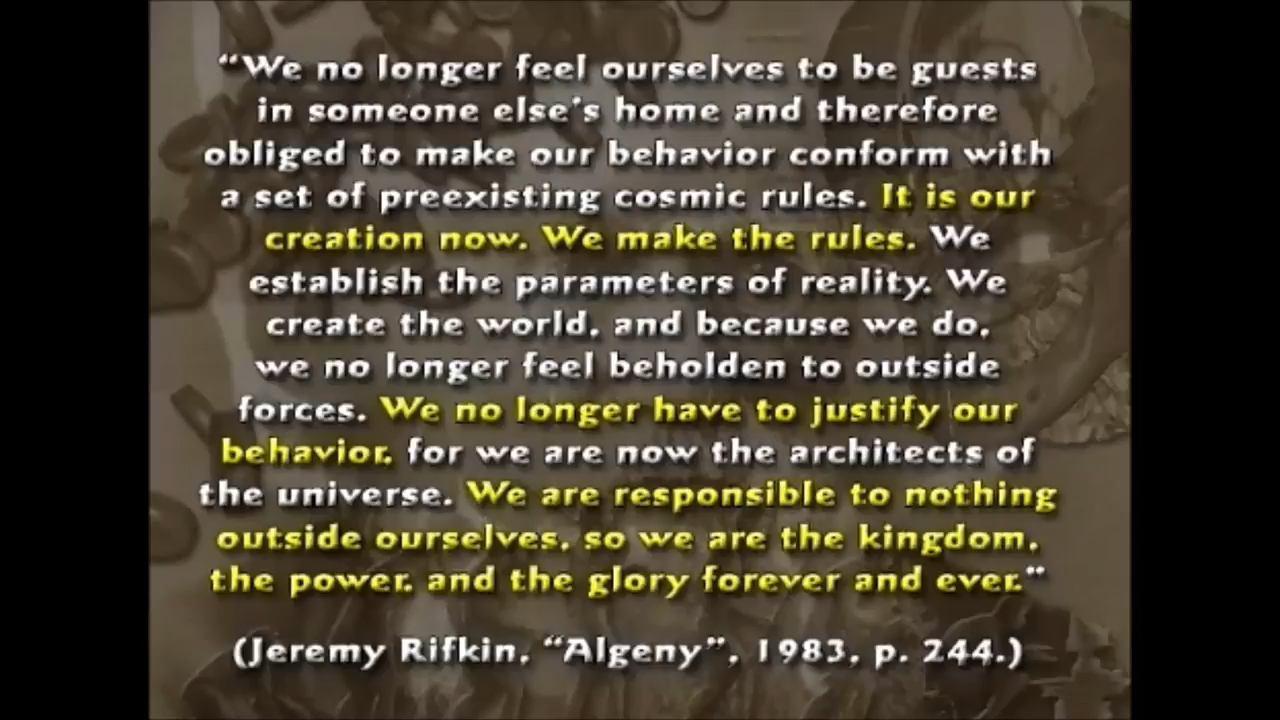 “We no longer feel ourselves to be guests
in someone else’s home and therefore
obliged to make our behavior conform with
a set of preexisting cosmic rules. It is our
creation now. We make the rules. We
establish the parameters of reality. We
create the world, and because we do,
we no longer feel beholden to outside
forces. We no longer have to justify our
behavior, for we are now the architects of
the universe. We are responsible to nothing
outside ourselves, so we are the kingdom,
the power, and the glory forever and ever.”
(Jeremy Rifkin, “Algeny”, 1983, p. 244.)